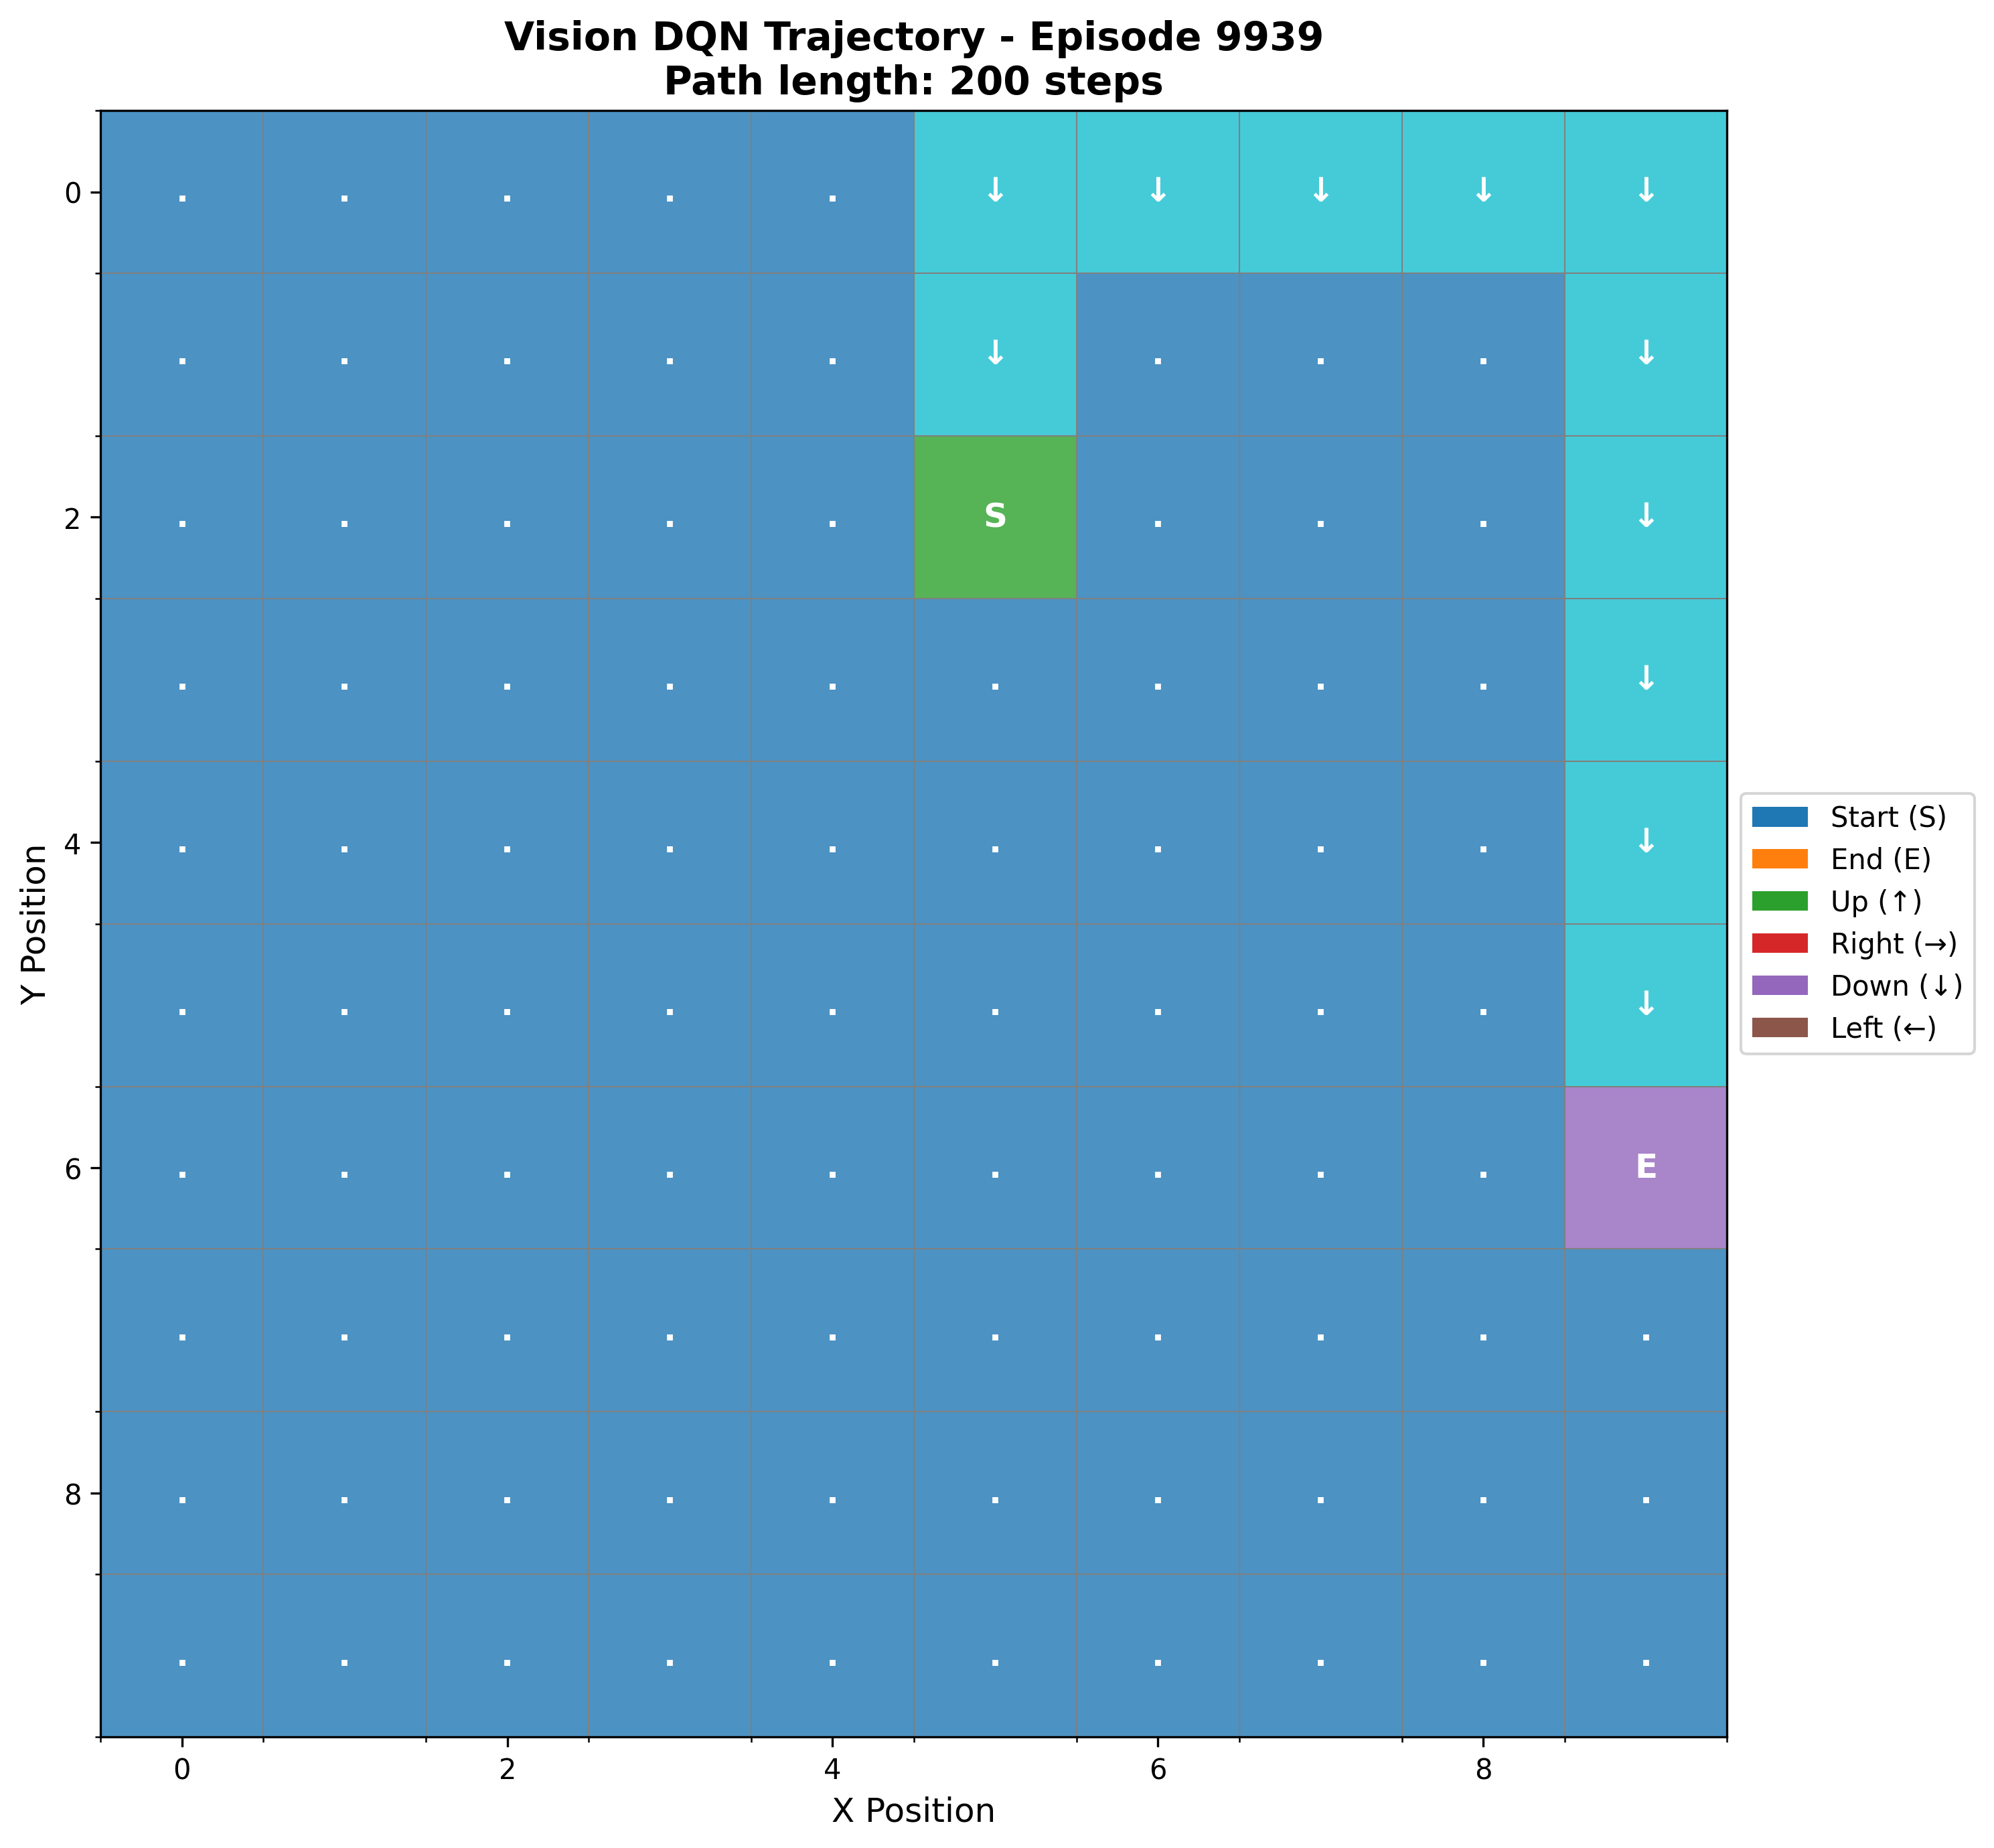 Vision DQN Trajectory - Episode 9939
Path length: 200 steps
0 . . . . . ↓ ↓ ↓ ↓ ↓
. . . . . ↓ . . . ↓
2 . . . . . S . . . ↓
. . . . . . . . . ↓
4 . . . . . . . . . ↓
. . . . . . . . . ↓
6 . . . . . . . . . E
. . . . . . . . . .
8 . . . . . . . . . .
. . . . . . . . . .
0 2 4 6 8
X Position
Y Position
Start (S)
End (E)
Up (↑)
Right (→)
Down (↓)
Left (←)